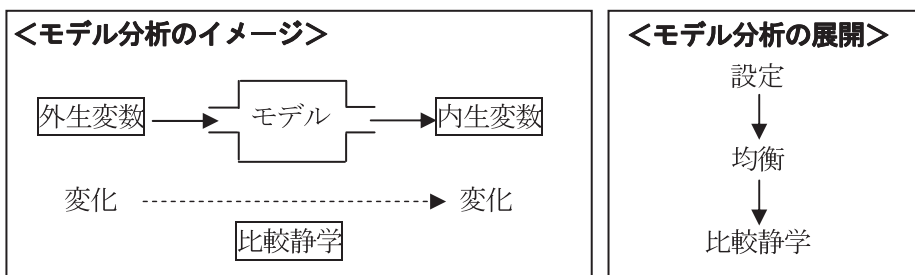 ＜モデル分析のイメージ＞
外生変数 モデル 内生変数
変化 変化
比較静学
＜モデル分析の展開＞
設定
均衡
比較静学